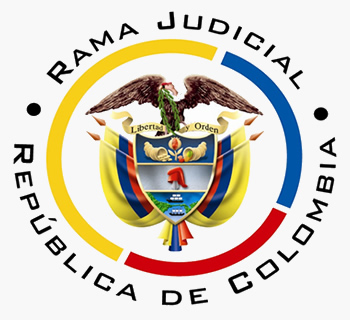 RAMA JUDICIAL
Libertad y Orden
REPÚBLICA DE COLOMBIA